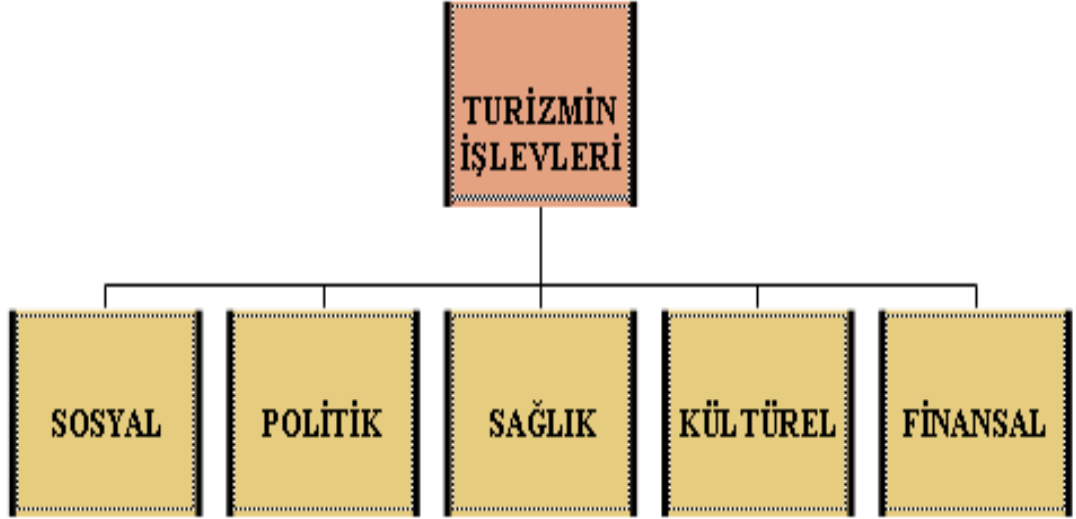 TURİZMİN
İŞLEVLERİ
SOSYAL
POLİTİK
SAĞLIK
KÜLTÜREL
FİNANSAL